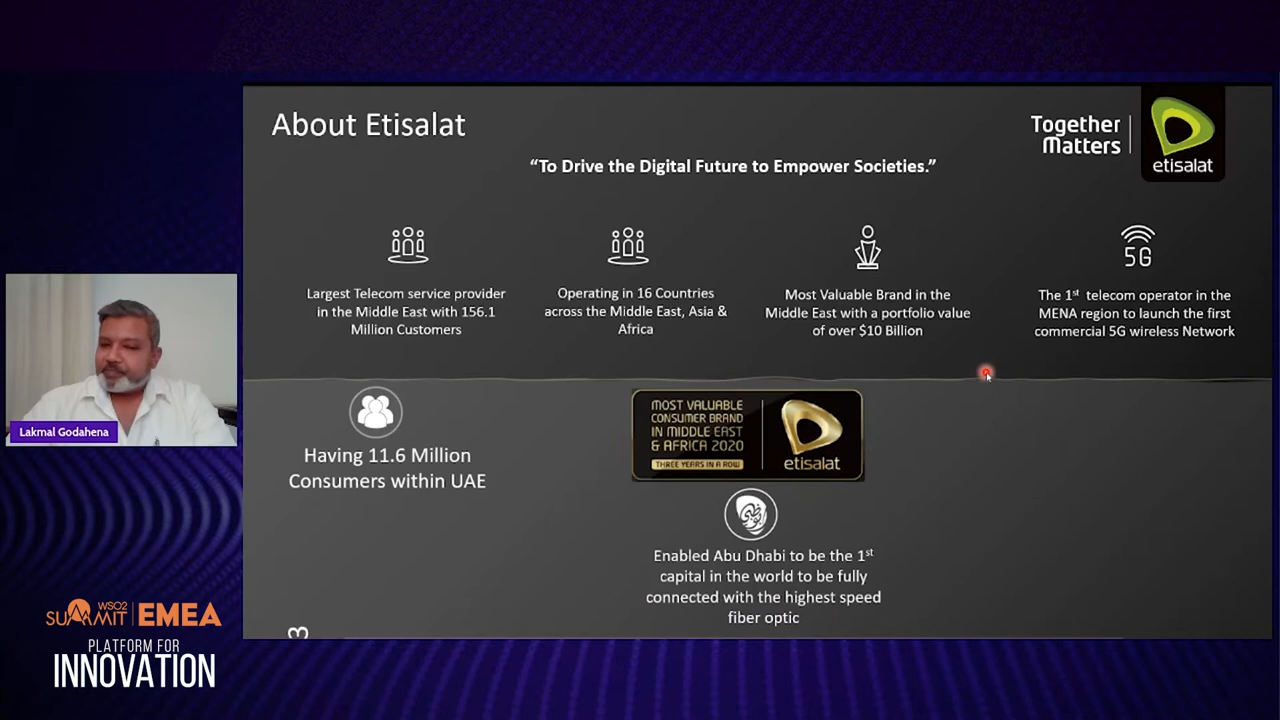 About Etisalat
Together
Matters
etisalat
“To Drive the Digital Future to Empower Societies.”
Largest Telecom service provider
in the Middle East with 156.1
Million Customers
Operating in 16 Countries
across the Middle East, Asia &
Africa
Most Valuable Brand in the
Middle East with a portfolio value
of over $10 Billion
5G
The 1st telecom operator in the
MENA region to launch the first
commercial 5G wireless Network
Having 11.6 Million
Consumers within UAE
MOST VALUABLE
CONSUMER BRAND
IN MIDDLE EAST
& AFRICA 2020
THREE YEARS IN A ROW
etisalat
Enabled Abu Dhabi to be the 1st
capital in the world to be fully
connected with the highest speed
fiber optic
3
Lakmal Godahena
WSO2
SUMMIT EMEA
PLATFORM FOR
INNOVATION